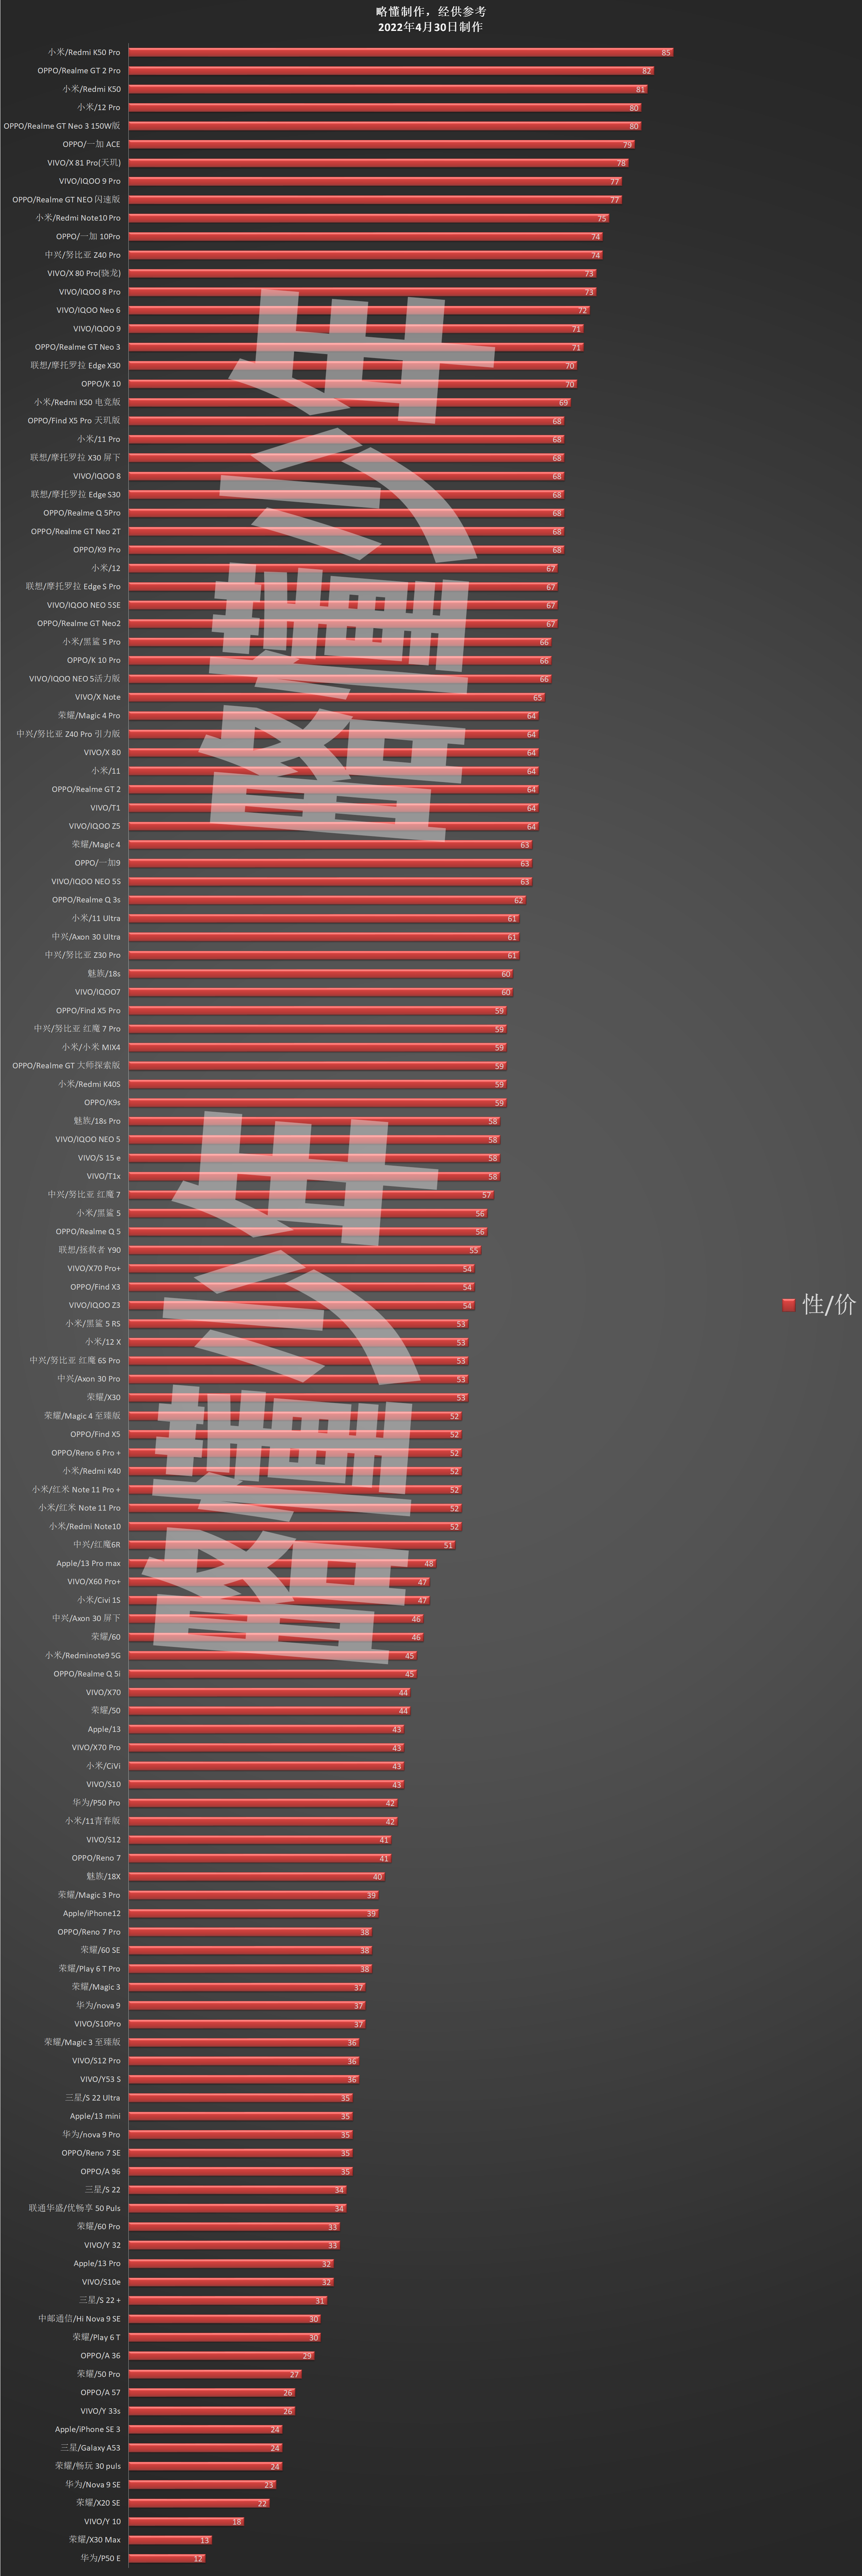 略懂制作，经供参考
2022年4月30日制作
小米/Redmi K50 Pro 85
OPPO/Realme GT 2 Pro 82
小米/Redmi K50 81
小米/12 Pro 80
OPPO/Realme GT Neo 3 150W版 80
OPPO/一加 ACE 79
VIVO/X 81 Pro(天玑) 78
VIVO/IQOO 9 Pro 77
OPPO/Realme GT NEO 闪速版 77
小米/Redmi Note10 Pro 75
OPPO/一加 10Pro 74
中兴/努比亚 Z40 Pro 74
VIVO/X 80 Pro(骁龙) 73
VIVO/IQOO 8 Pro 73
VIVO/IQOO Neo 6 72
VIVO/IQOO 9 71
OPPO/Realme GT Neo 3 71
联想/摩托罗拉 Edge X30 70
OPPO/K 10 70
小米/Redmi K50 电竞版 69
OPPO/Find X5 Pro 天玑版 68
小米/11 Pro 68
联想/摩托罗拉 X30 屏下 68
VIVO/IQOO 8 68
联想/摩托罗拉 Edge S30 68
OPPO/Realme Q 5Pro 68
OPPO/Realme GT Neo 2T 68
OPPO/K9 Pro 68
小米/12 67
联想/摩托罗拉 Edge S Pro 67
VIVO/IQOO NEO 5SE 67
OPPO/Realme GT Neo2 67
小米/黑鲨 5 Pro 66
OPPO/K 10 Pro 66
VIVO/IQOO NEO 5活力版 66
VIVO/X Note 65
荣耀/Magic 4 Pro 64
中兴/努比亚 Z40 Pro 引力版 64
VIVO/X 80 64
小米/11 64
OPPO/Realme GT 2 64
VIVO/T1 64
VIVO/IQOO Z5 64
荣耀/Magic 4 63
OPPO/一加9 63
VIVO/IQOO NEO 5S 63
OPPO/Realme Q 3s 62
小米/11 Ultra 61
中兴/Axon 30 Ultra 61
中兴/努比亚 Z30 Pro 61
魅族/18s 60
VIVO/IQOO7 60
OPPO/Find X5 Pro 59
中兴/努比亚 红魔 7 Pro 59
小米/小米 MIX4 59
OPPO/Realme GT 大师探索版 59
小米/Redmi K40S 59
OPPO/K9s 59
魅族/18s Pro 58
VIVO/IQOO NEO 5 58
VIVO/S 15 e 58
VIVO/T1x 58
中兴/努比亚 红魔 7 57
小米/黑鲨 5 56
OPPO/Realme Q 5 56
联想/拯救者 Y90 55
VIVO/X70 Pro+ 54
OPPO/Find X3 54
VIVO/IQOO Z3 54
小米/黑鲨 5 RS 53
小米/12 X 53
中兴/努比亚 红魔 6S Pro 53
中兴/Axon 30 Pro 53
荣耀/X30 53
荣耀/Magic 4 至臻版 52
OPPO/Find X5 52
OPPO/Reno 6 Pro + 52
小米/Redmi K40 52
小米/红米 Note 11 Pro + 52
小米/红米 Note 11 Pro 52
小米/Redmi Note10 52
中兴/红魔6R 51
Apple/13 Pro max 48
VIVO/X60 Pro+ 47
小米/Civi 1S 47
中兴/Axon 30 屏下 46
荣耀/60 46
小米/Redminote9 5G 45
OPPO/Realme Q 5i 45
VIVO/X70 44
荣耀/50 44
Apple/13 43
VIVO/X70 Pro 43
小米/CiVi 43
VIVO/S10 43
华为/P50 Pro 42
小米/11青春版 42
VIVO/S12 41
OPPO/Reno 7 41
魅族/18X 40
荣耀/Magic 3 Pro 39
Apple/iPhone12 39
OPPO/Reno 7 Pro 38
荣耀/60 SE 38
荣耀/Play 6 T Pro 38
荣耀/Magic 3 37
华为/nova 9 37
VIVO/S10Pro 37
荣耀/Magic 3 至臻版 36
VIVO/S12 Pro 36
VIVO/Y53 S 36
三星/S 22 Ultra 35
Apple/13 mini 35
华为/nova 9 Pro 35
OPPO/Reno 7 SE 35
OPPO/A 96 35
三星/S 22 34
联通华盛/优畅享 50 Puls 34
荣耀/60 Pro 33
VIVO/Y 32 33
Apple/13 Pro 32
VIVO/S10e 32
三星/S 22 + 31
中邮通信/Hi Nova 9 SE 30
荣耀/Play 6 T 30
OPPO/A 36 29
荣耀/50 Pro 27
OPPO/A 57 26
VIVO/Y 33s 26
Apple/iPhone SE 3 24
三星/Galaxy A53 24
荣耀/畅玩 30 puls 24
华为/Nova 9 SE 23
荣耀/X20 SE 22
VIVO/Y 10 18
荣耀/X30 Max 13
华为/P50 E 12
性/价